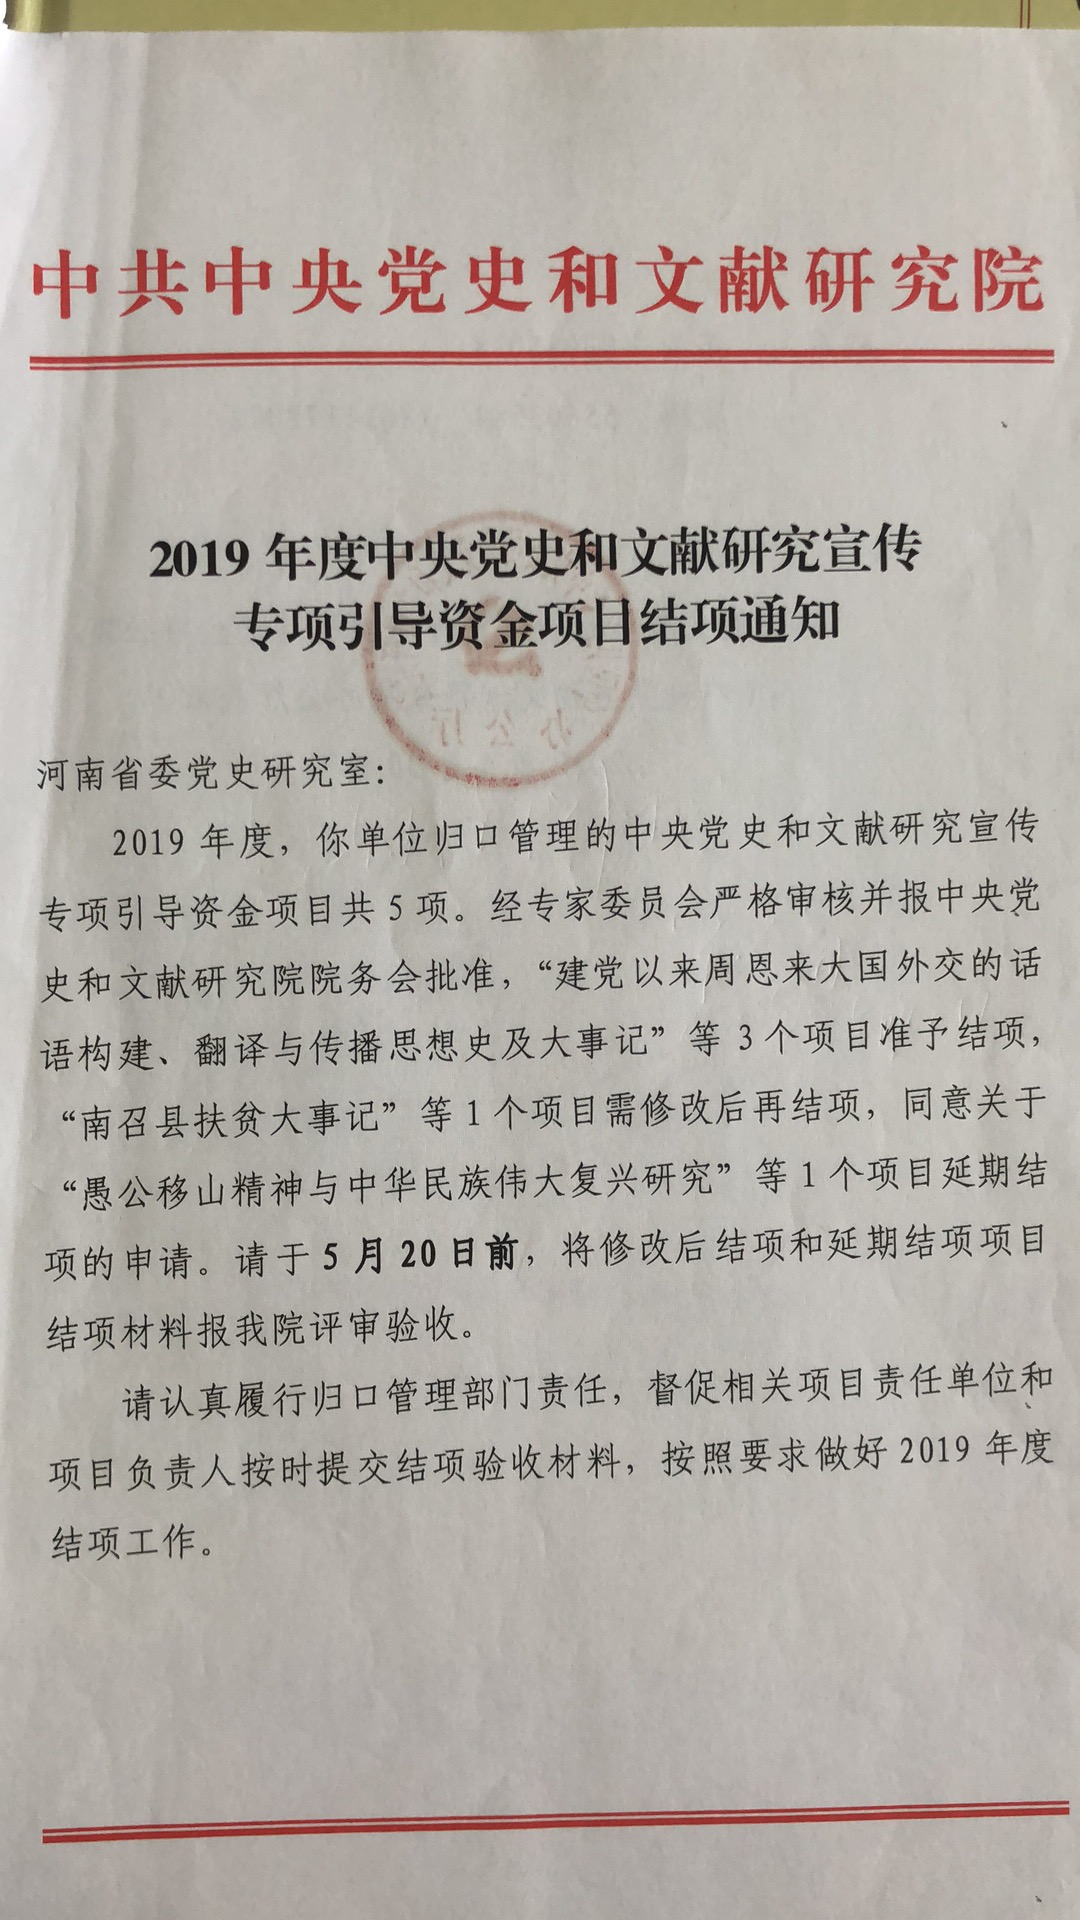 中共中央党史和文献研究院
2019 年度中央党史和文献研究宣传
专项引导资金项目结项通知
河南省委党史研究室：
2019 年度，你单位归口管理的中央党史和文献研究宣传
专项引导资金项目共 5 项。经专家委员会严格审核并报中央党
史和文献研究院院务会批准，“建党以来周恩来大国外交的话
语构建、翻译与传播思想史及大事记”等 3 个项目准予结项，
“南召县扶贫大事记”等 1 个项目需修改后再结项，同意关于
“愚公移山精神与中华民族伟大复兴研究”等 1 个项目延期结
项的申请。请于 5 月 20 日前，将修改后结项和延期结项项目
结项材料报我院评审验收。
请认真履行归口管理部门责任，督促相关项目责任单位和
项目负责人按时提交结项验收材料，按照要求做好 2019 年度
结项工作。
办公厅